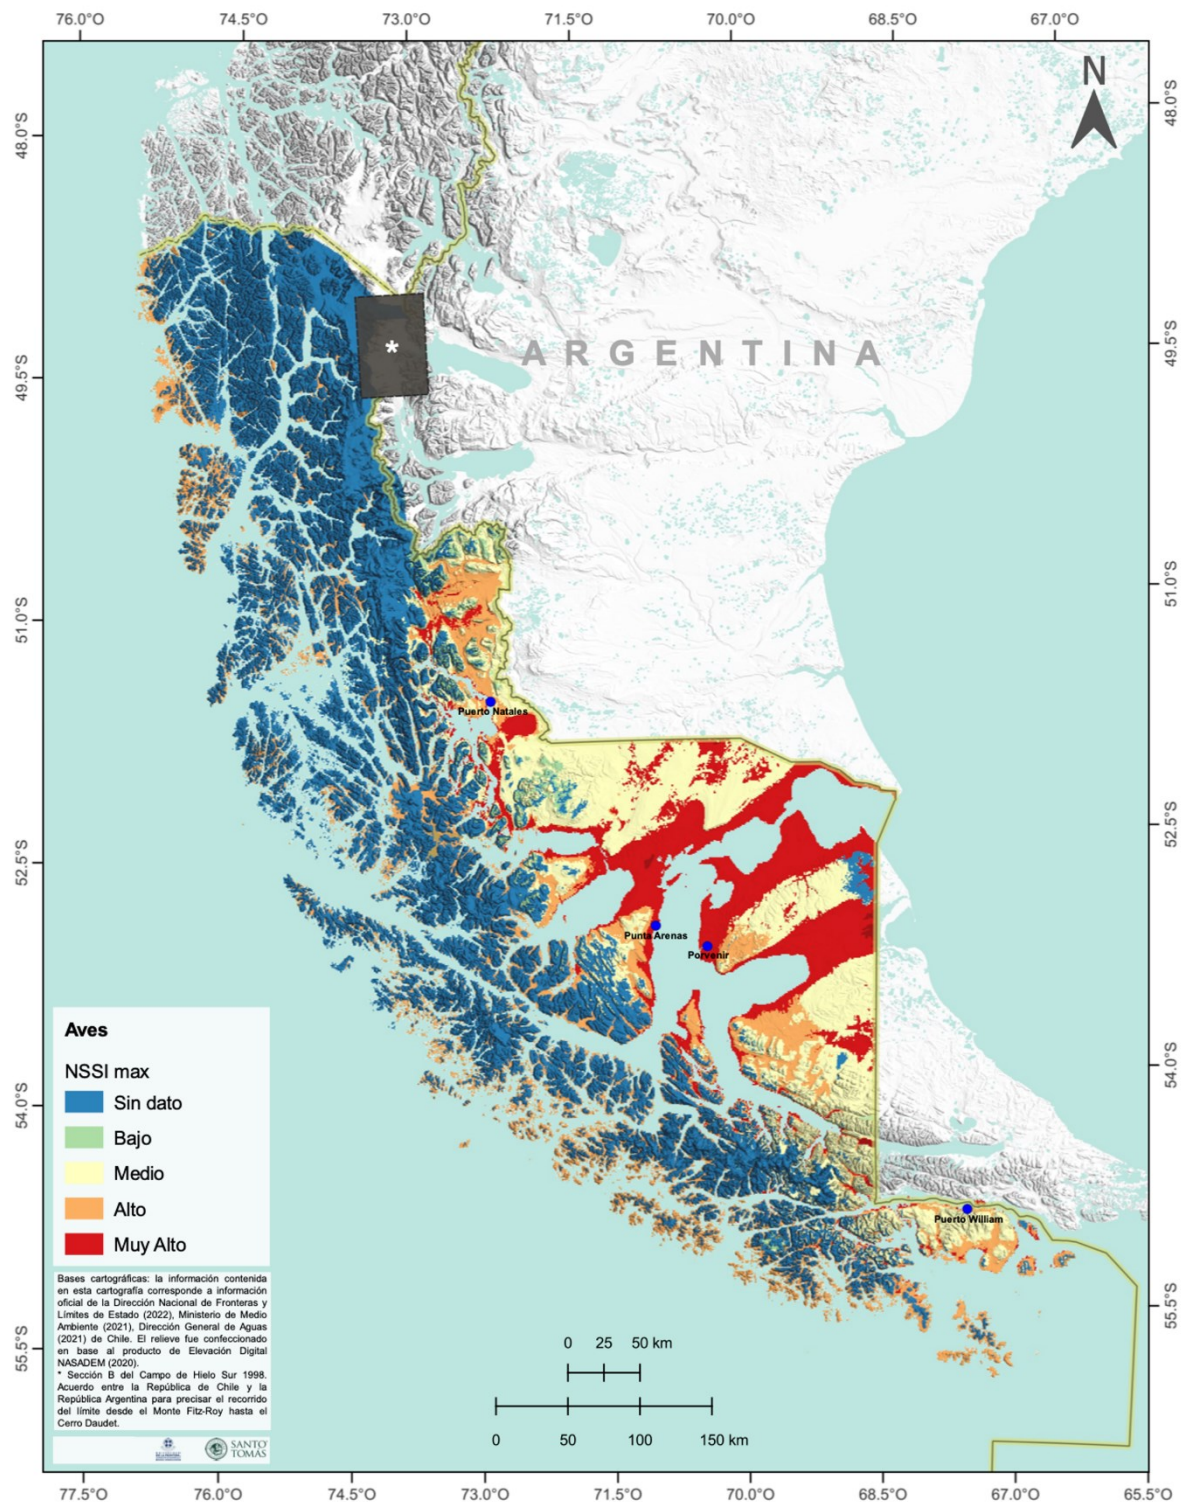 76.0°O 74.5°O 73.0°O 71.5°O 70.0°O 68.5°O 67.0°O
N
48.0°S
48.0°S
ARGENTINA
*
49.5°S
49.5°S
51.0°S
51.0°S
Puerto Natales
52.5°S
52.5°S
Punta Arenas
Porvenir
54.0°S
54.0°S
Puerto William
55.5°S
55.5°S
Aves
NSSI max
Sin dato
Bajo
Medio
Alto
Muy Alto
Bases cartográficas: la información contenida
en esta cartografía corresponde a información
oficial de la Dirección Nacional de Fronteras y
Límites de Estado (2022), Ministerio de Medio
Ambiente (2021), Dirección General de Aguas
(2021) de Chile. El relieve fue confeccionado
en base al producto de Elevación Digital
NASADEM (2020).
* Sección B del Campo de Hielo Sur 1998.
Acuerdo entre la República de Chile y la
República Argentina para precisar el recorrido
del límite desde el Monte Fitz-Roy hasta el
Cerro Daudet.
SANTO
TOMÁS
0 25 50 km
0 50 100 150 km
77.5°O 76.0°O 74.5°O 73.0°O 71.5°O 70.0°O 68.5°O 67.0°O 65.5°O